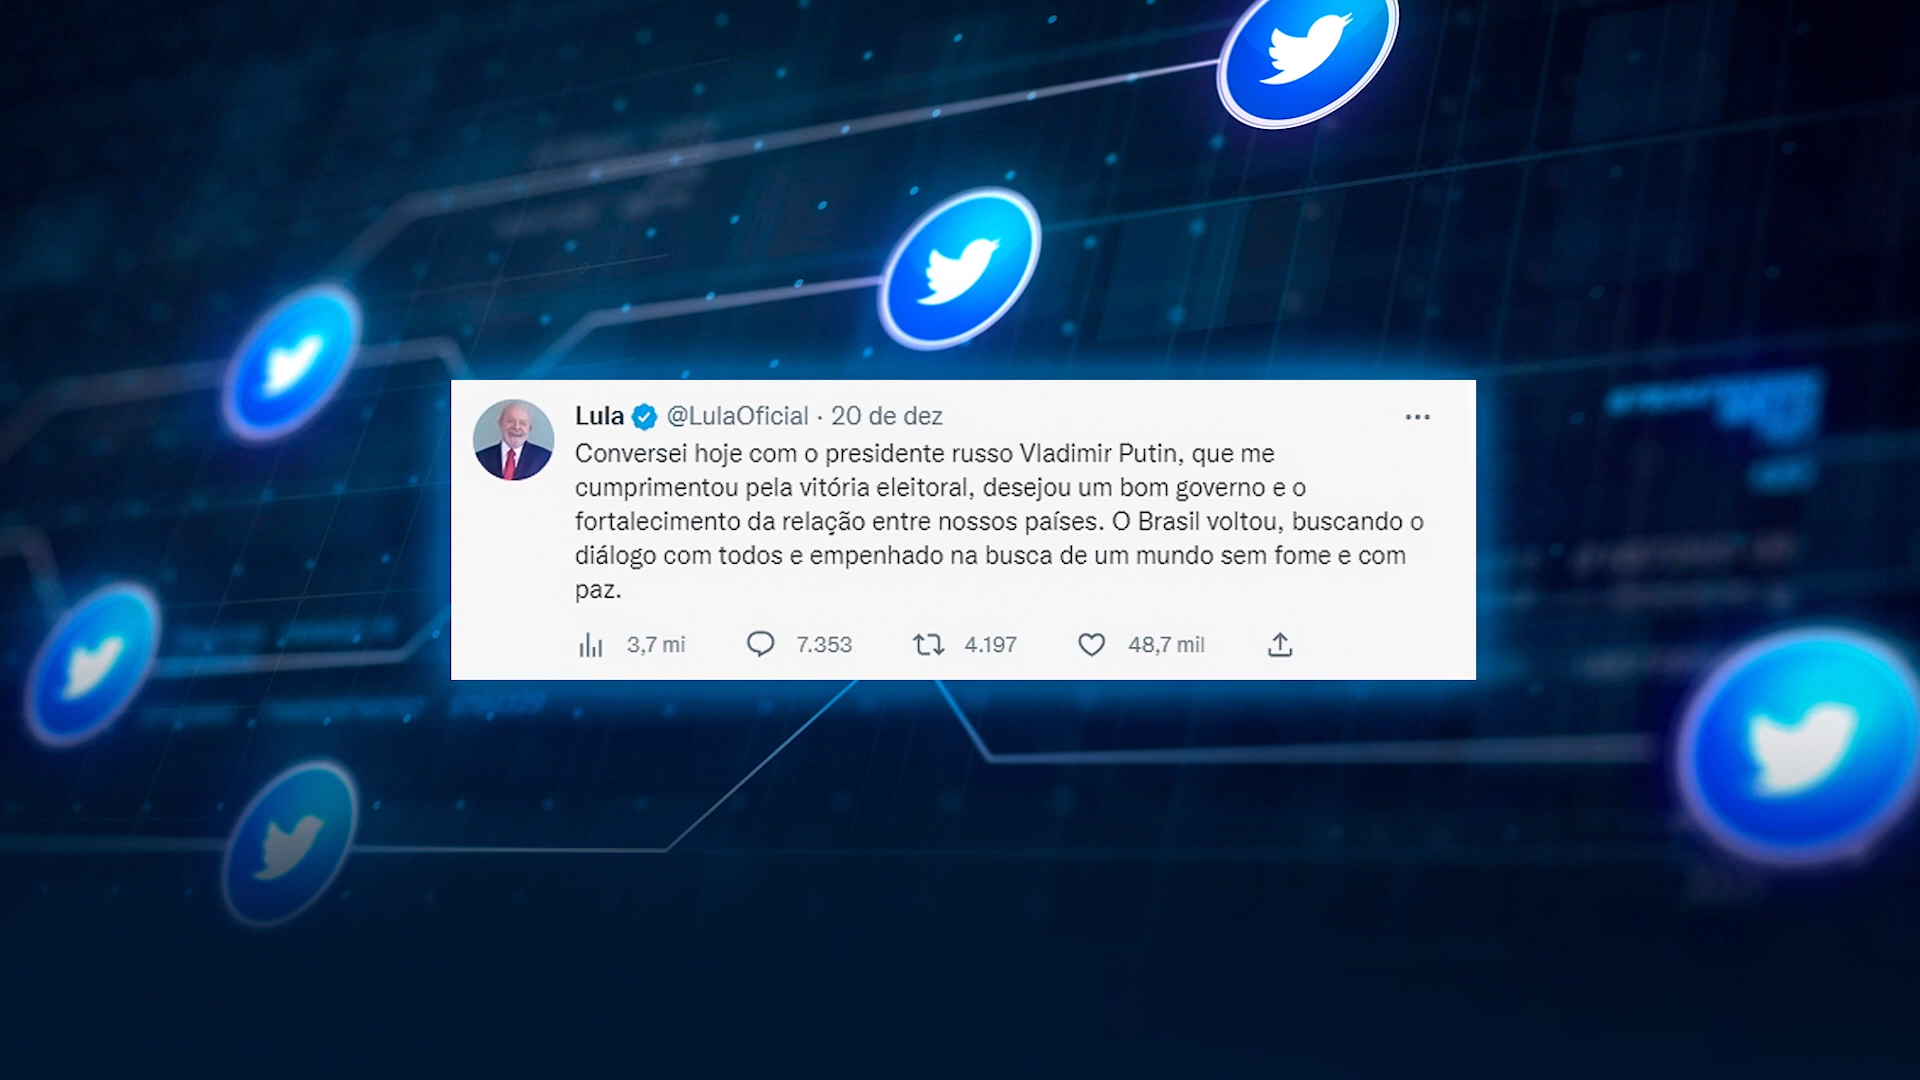 Lula @LulaOficial · 20 de dez
Conversei hoje com o presidente russo Vladimir Putin, que me
cumprimentou pela vitória eleitoral, desejou um bom governo e o
fortalecimento da relação entre nossos países. O Brasil voltou, buscando o
diálogo com todos e empenhado na busca de um mundo sem fome e com
paz.
3,7 mi 7.353 4.197 48,7 mil